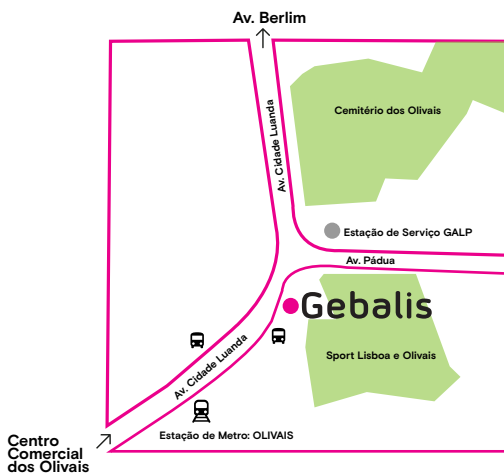 Av. Berlim
Av. Cidade Luanda
Cemitério dos Olivais
Estação de Serviço GALP
Av. Pádua
Gebalis
Sport Lisboa e Olivais
Av. Cidade Luanda
Estação de Metro: OLIVAIS
Centro
Comercial
dos Olivais